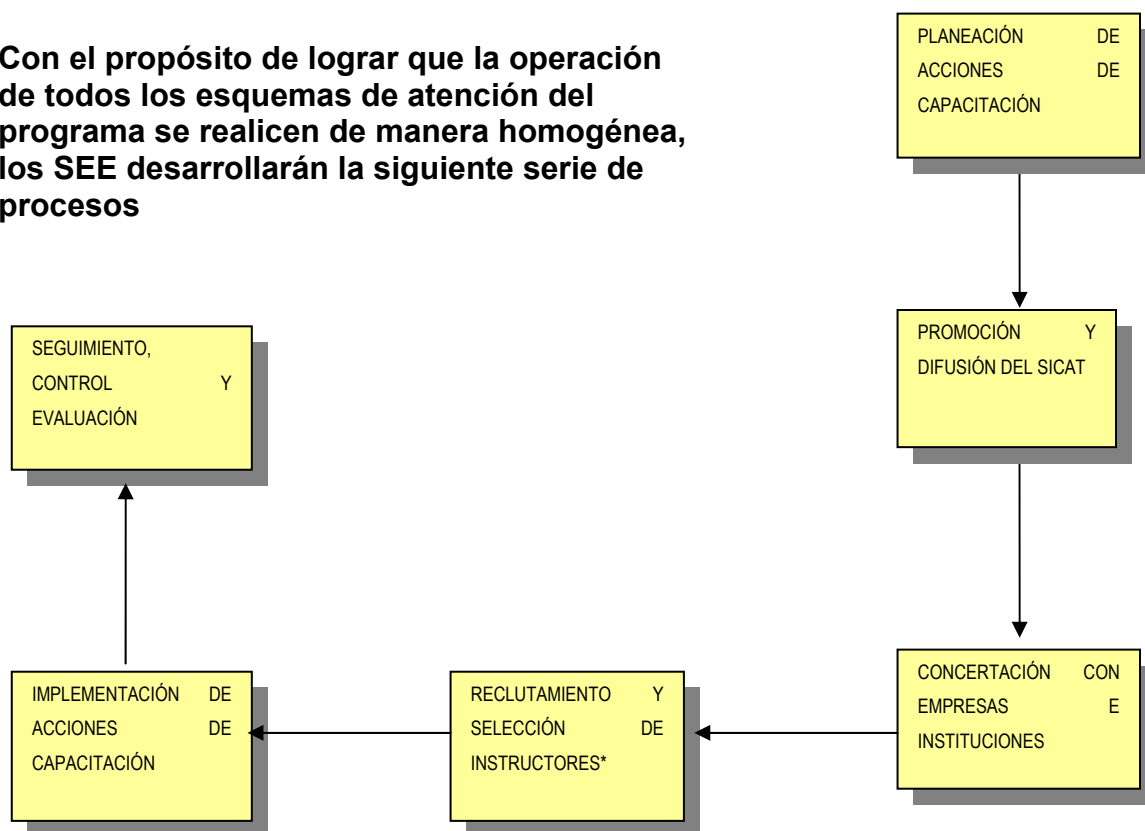 Con el propósito de lograr que la operación
de todos los esquemas de atención del
programa se realicen de manera homogénea,
los SEE desarrollarán la siguiente serie de
procesos
PLANEACIÓN DE
ACCIONES DE
CAPACITACIÓN
PROMOCIÓN Y
DIFUSIÓN DEL SICAT
CONCERTACIÓN CON
EMPRESAS E
INSTITUCIONES
RECLUTAMIENTO Y
SELECCIÓN DE
INSTRUCTORES*
IMPLEMENTACIÓN DE
ACCIONES DE
CAPACITACIÓN
SEGUIMIENTO,
CONTROL Y
EVALUACIÓN